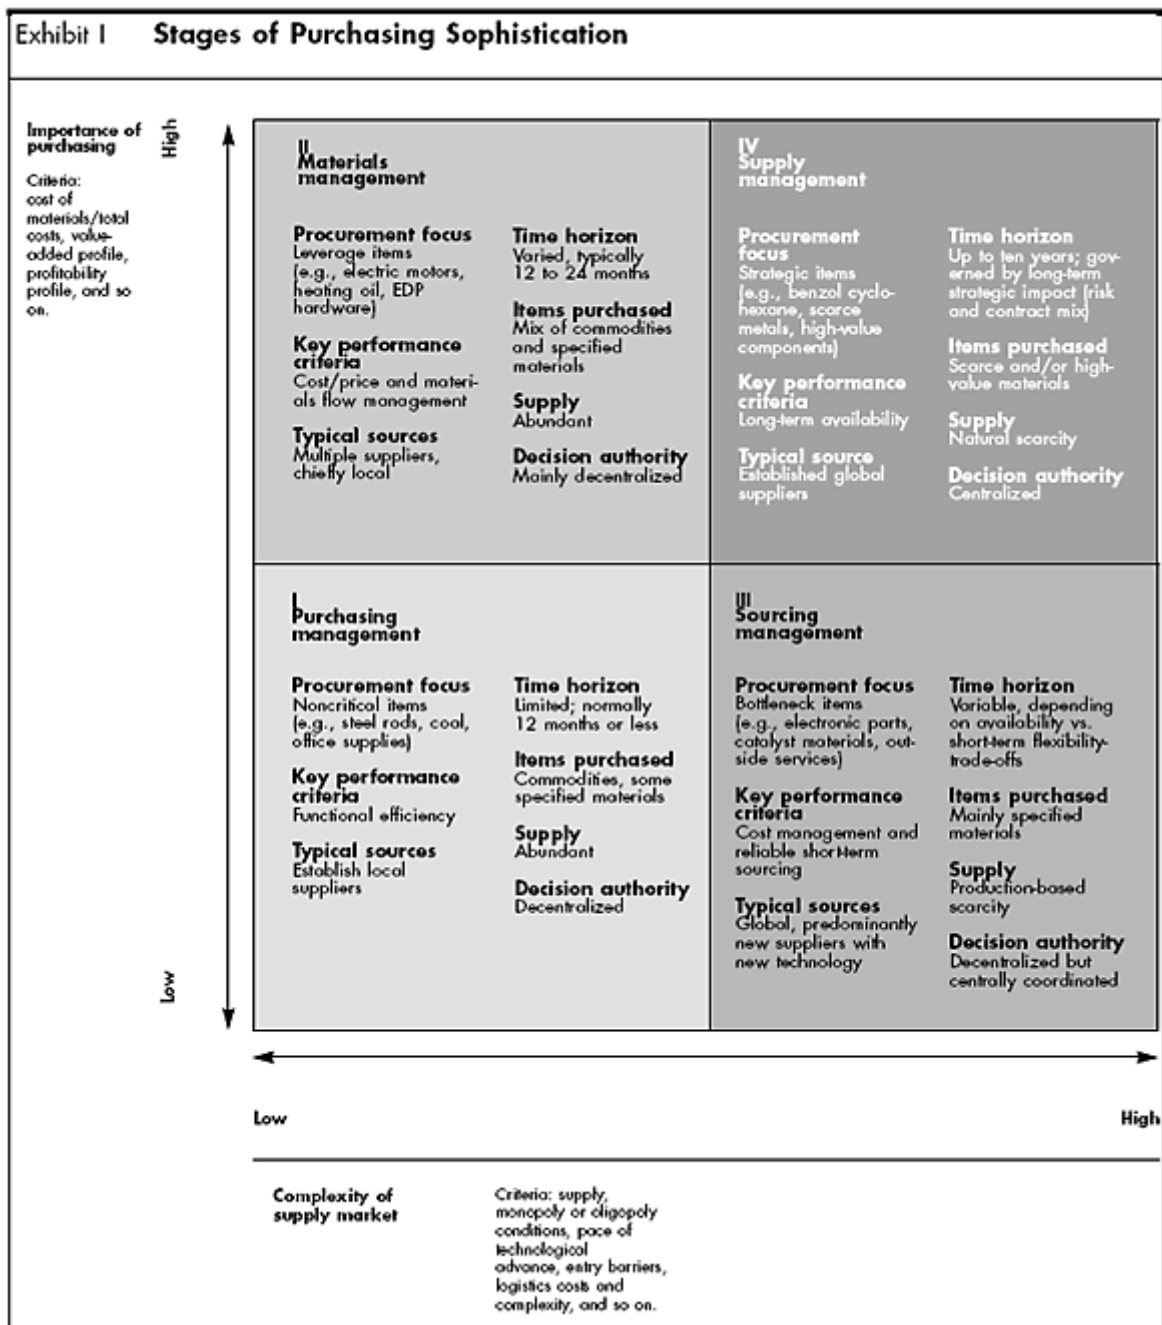 Exhibit I Stages of Purchasing Sophistication
Importance of
purchasing
Criteria:
cost of
materials/total
costs, value-
added profile,
profitability
profile, and so
on.
High
Low
II
Materials
management
Procurement focus
Leverage items
(e.g., electric motors,
heating oil, EDP
hardware)
Key performance
criteria
Cost/price and materi-
als flow management
Typical sources
Multiple suppliers,
chiefly local
Time horizon
Varied, typically
12 to 24 months
Items purchased
Mix of commodities
and specified
materials
Supply
Abundant
Decision authority
Mainly decentralized
IV
Supply
management
Procurement
focus
Strategic items
(e.g., benzol cyclo-
hexane, scarce
metals, high-value
components)
Key performance
criteria
Long-term availability
Typical source
Established global
suppliers
Time horizon
Up to ten years; gov-
erned by long-term
strategic impact (risk
and contract mix)
Items purchased
Scarce and/or high-
value materials
Supply
Natural scarcity
Decision authority
Centralized
I
Purchasing
management
Procurement focus
Noncritical items
(e.g., steel rods, coal,
office supplies)
Key performance
criteria
Functional efficiency
Typical sources
Establish local
suppliers
Time horizon
Limited; normally
12 months or less
Items purchased
Commodities, some
specified materials
Supply
Abundant
Decision authority
Decentralized
III
Sourcing
management
Procurement focus
Bottleneck items
(e.g., electronic parts,
catalyst materials, out-
side services)
Key performance
criteria
Cost management and
reliable short-term
sourcing
Typical sources
Global, predominantly
new suppliers with
new technology
Time horizon
Variable, depending
on availability vs.
short-term flexibility-
trade-offs
Items purchased
Mainly specified
materials
Supply
Production-based
scarcity
Decision authority
Decentralized but
centrally coordinated
Low
High
Complexity of
supply market
Criteria: supply,
monopoly or oligopoly
conditions, pace of
technological
advance, entry barriers,
logistics costs and
complexity, and so on.